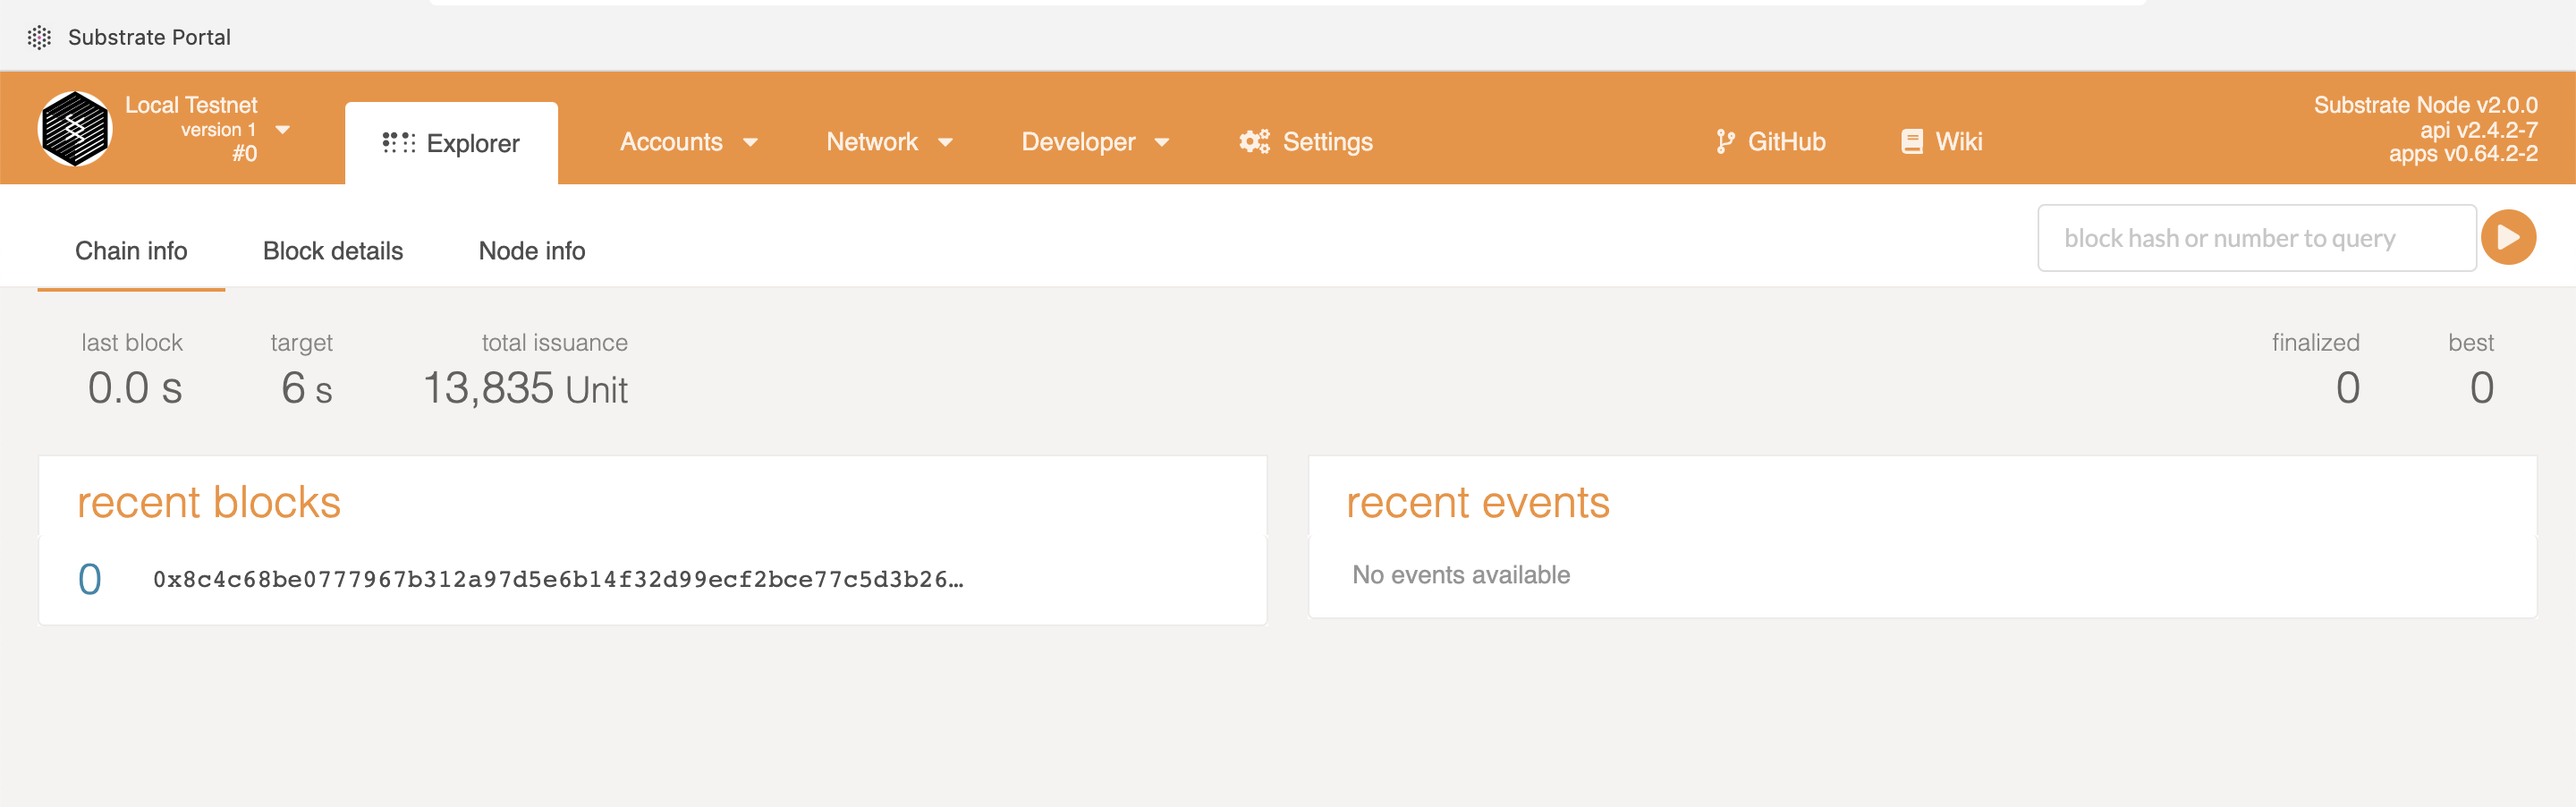 Substrate Portal
Local Testnet
version 1
#0
Explorer
Accounts
Network
Developer
Settings
GitHub
Wiki
Substrate Node v2.0.0
api v2.4.2-7
apps v0.64.2-2
Chain info
Block details
Node info
block hash or number to query
last block
0.0 s
target
6 s
total issuance
13,835 Unit
finalized
0
best
0
recent blocks
0 0x8c4c68be0777967b312a97d5e6b14f32d99ecf2bce77c5d3b26…
recent events
No events available